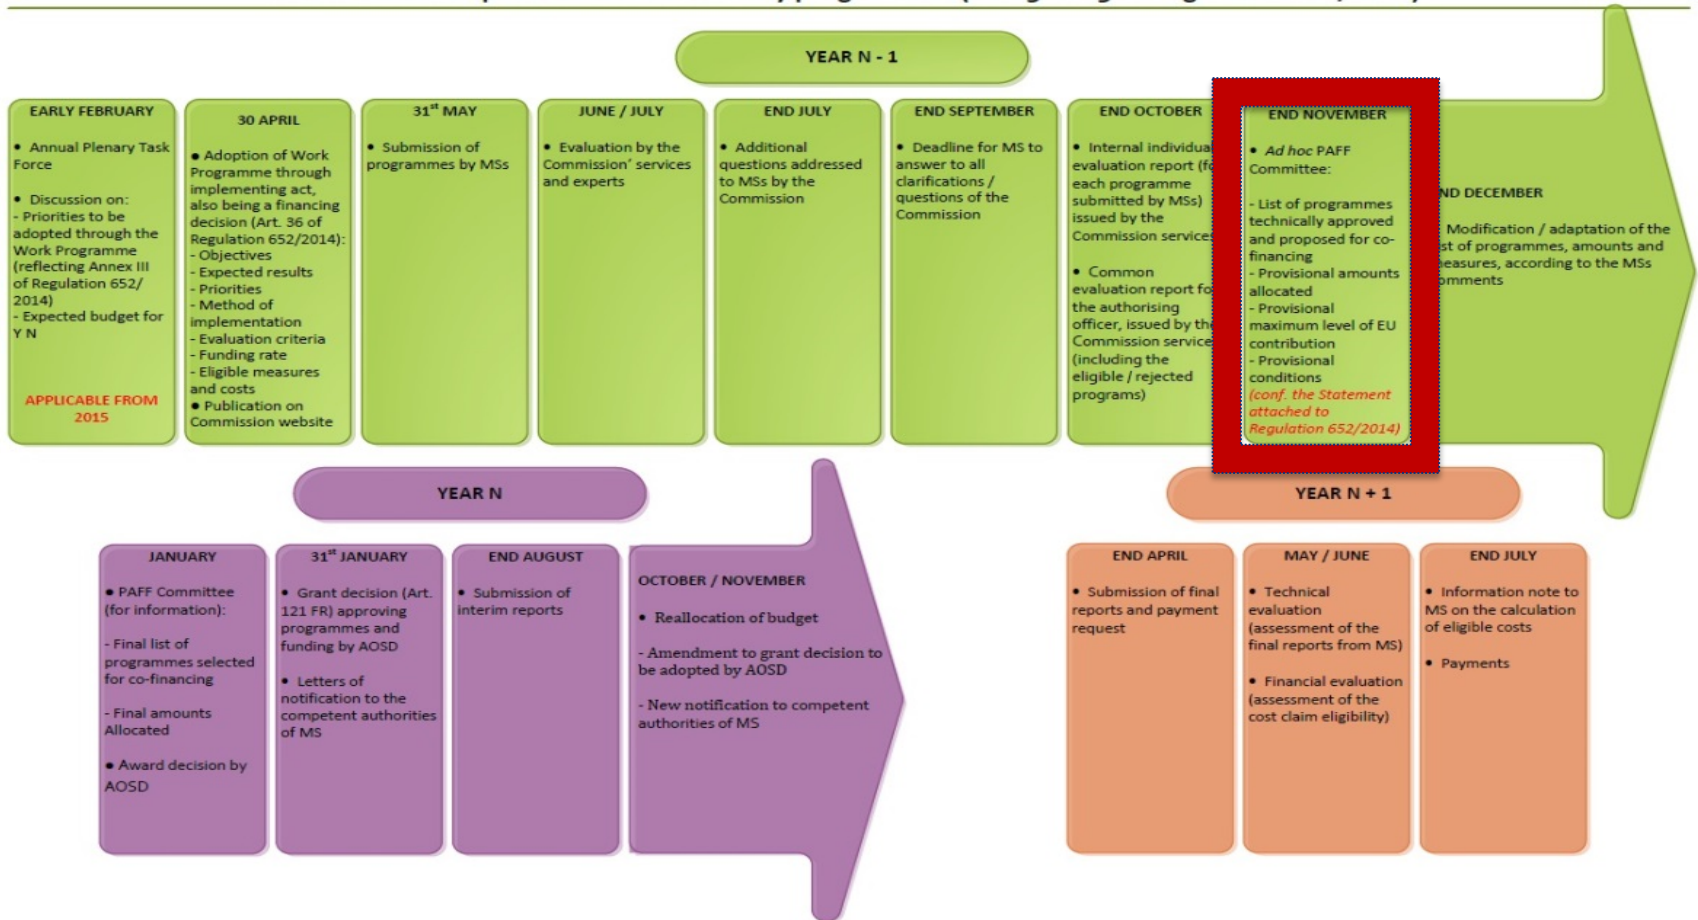 YEAR N - 1
EARLY FEBRUARY
• Annual Plenary Task
Force
• Discussion on:
- Priorities to be
adopted through the
Work Programme
(reflecting Annex III
of Regulation 652/
2014)
- Expected budget for
Y N
APPLICABLE FROM
2015
30 APRIL
● Adoption of Work
Programme through
implementing act,
also being a financing
decision (Art. 36 of
Regulation 652/2014):
- Objectives
- Expected results
- Priorities
- Method of
implementation
- Evaluation criteria
- Funding rate
- Eligible measures
and costs
● Publication on
Commission website
31st MAY
• Submission of
programmes by MSs
JUNE / JULY
• Evaluation by the
Commission’ services
and experts
END JULY
• Additional
questions addressed
to MSs by the
Commission
END SEPTEMBER
• Deadline for MS to
answer to all
clarifications /
questions of the
Commission
END OCTOBER
• Internal individual
evaluation report
each programme
submitted by MSs)
issued by the
Commission services
• Common
evaluation report
the authorising
officer, issued by
Commission
(including the
eligible / rejected
programs)
END NOVEMBER
• Ad hoc PAFF
Committee:
- List of programmes
technically approved
and proposed for co-
financing
- Provisional amounts
allocated
- Provisional
maximum level of EU
contribution
- Provisional
conditions
(conf. the Statement
attached to
Regulation 652/2014)
DECEMBER
Modification / adaptation of the
of programmes, amounts and
according to the MSs
YEAR N
JANUARY
● PAFF Committee
(for information):
- Final list of
programmes selected
for co-financing
- Final amounts
Allocated
● Award decision by
AOSD
31st JANUARY
• Grant decision (Art.
121 FR) approving
programmes and
funding by AOSD
• Letters of
notification to the
competent authorities
of MS
END AUGUST
• Submission of
interim reports
OCTOBER / NOVEMBER
• Reallocation of budget
- Amendment to grant decision to
be adopted by AOSD
- New notification to competent
authorities of MS
YEAR N + 1
END APRIL
• Submission of final
reports and payment
request
MAY / JUNE
• Technical
evaluation
(assessment of the
final reports from MS)
• Financial evaluation
(assessment of the
cost claim eligibility)
END JULY
• Information note to
MS on the calculation
of eligible costs
• Payments